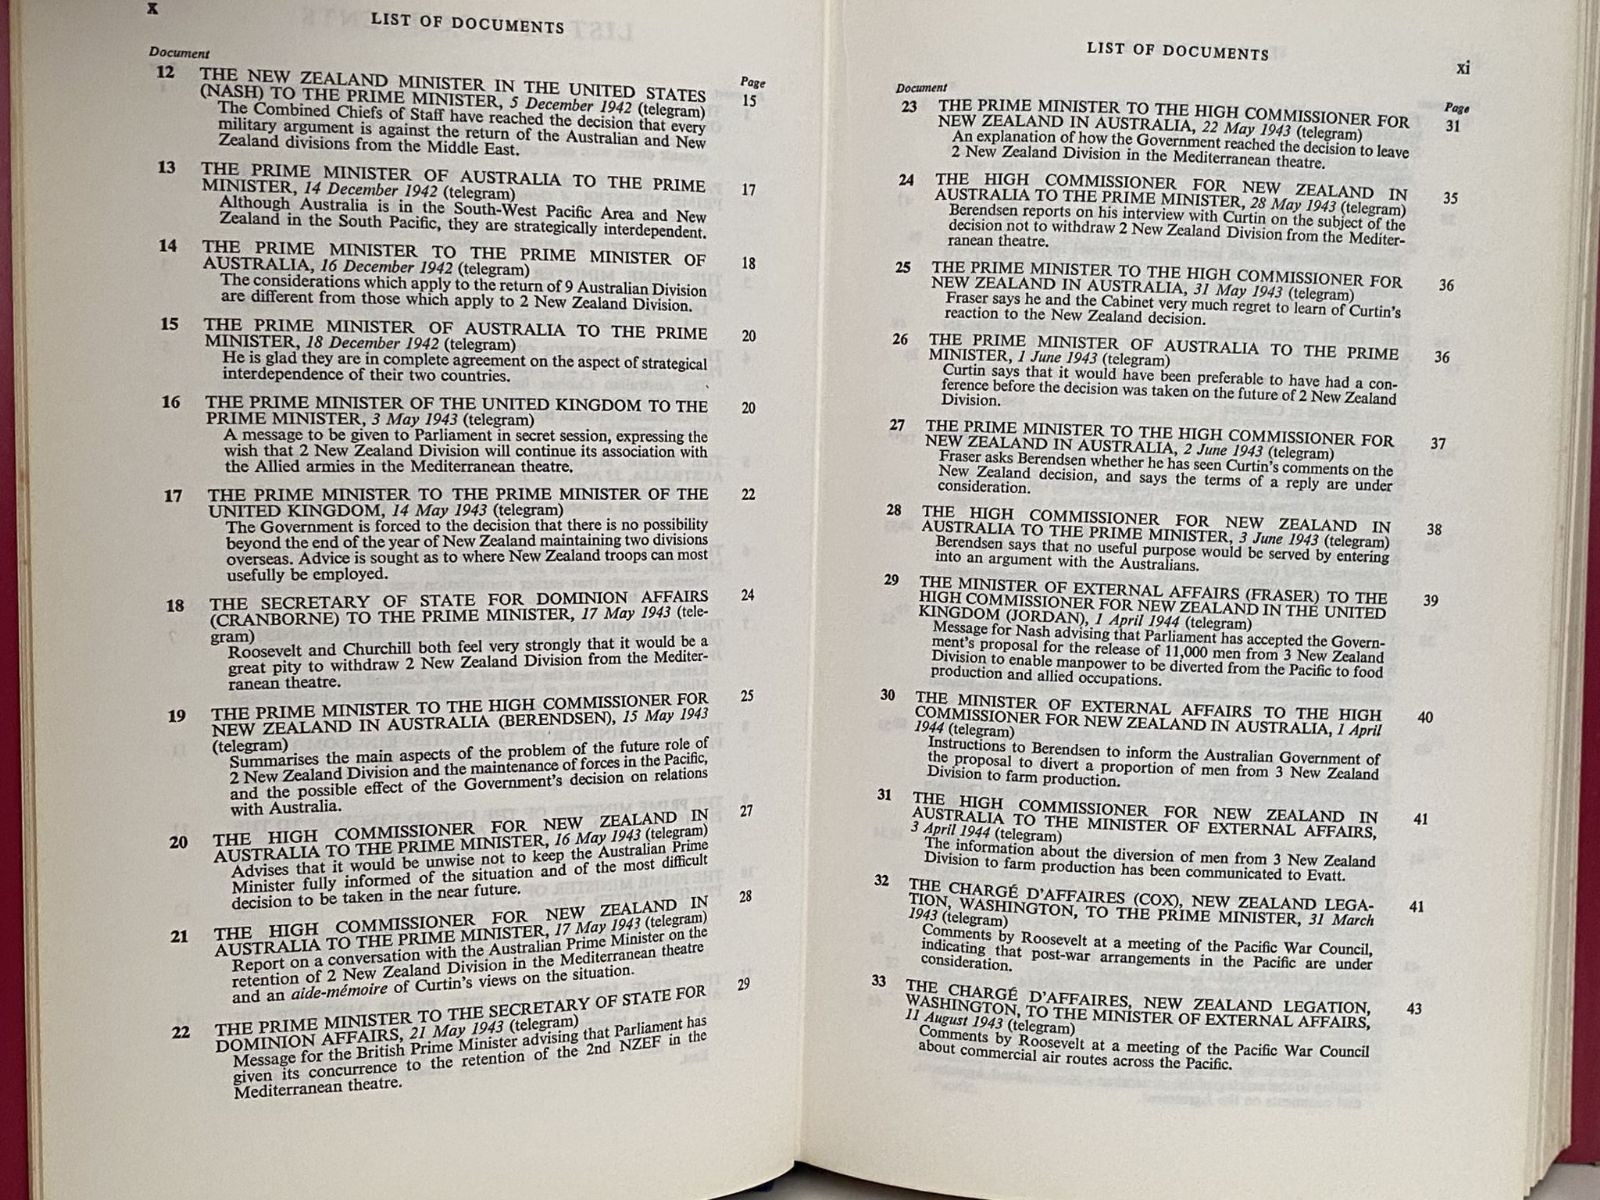 x
LIST OF DOCUMENTS
Document
Page
12 THE NEW ZEALAND MINISTER IN THE UNITED STATES
(NASH) TO THE PRIME MINISTER, 5 December 1942 (telegram) 15
The Combined Chiefs of Staff have reached the decision that every
military argument is against the return of the Australian and New
Zealand divisions from the Middle East.
13 THE PRIME MINISTER OF AUSTRALIA TO THE PRIME
MINISTER, 14 December 1942 (telegram) 17
Although Australia is in the South-West Pacific Area and New
Zealand in the South Pacific, they are strategically interdependent.
14 THE PRIME MINISTER TO THE PRIME MINISTER OF
AUSTRALIA, 16 December 1942 (telegram) 18
The considerations which apply to the return of 9 Australian Division
are different from those which apply to 2 New Zealand Division.
15 THE PRIME MINISTER OF AUSTRALIA TO THE PRIME
MINISTER, 18 December 1942 (telegram) 20
He is glad they are in complete agreement on the aspect of strategical
interdependence of their two countries.
16 THE PRIME MINISTER OF THE UNITED KINGDOM TO THE 20
PRIME MINISTER, 3 May 1943 (telegram)
A message to be given to Parliament in secret session, expressing the
wish that 2 New Zealand Division will continue its association with
the Allied armies in the Mediterranean theatre.
17 THE PRIME MINISTER TO THE PRIME MINISTER OF THE 22
UNITED KINGDOM, 14 May 1943 (telegram)
The Government is forced to the decision that there is no possibility
beyond the end of the year of New Zealand maintaining two divisions
overseas. Advice is sought as to where New Zealand troops can most
usefully be employed.
18 THE SECRETARY OF STATE FOR DOMINION AFFAIRS 24
(CRANBORNE) TO THE PRIME MINISTER, 17 May 1943 (tele-
gram)
Roosevelt and Churchill both feel very strongly that it would be a
great pity to withdraw 2 New Zealand Division from the Mediter-
ranean theatre.
19 THE PRIME MINISTER TO THE HIGH COMMISSIONER FOR 25
NEW ZEALAND IN AUSTRALIA (BERENDSEN), 15 May 1943
(telegram)
Summarises the main aspects of the problem of the future role of
2 New Zealand Division and the maintenance of forces in the Pacific,
and the possible effect of the Government's decision on relations
with Australia.
20 THE HIGH COMMISSIONER FOR NEW ZEALAND IN 27
AUSTRALIA TO THE PRIME MINISTER, 16 May 1943 (telegram)
Advises that it would be unwise not to keep the Australian Prime
Minister fully informed of the situation and of the most difficult
decision to be taken in the near future.
21 THE HIGH COMMISSIONER FOR NEW ZEALAND IN 28
AUSTRALIA TO THE PRIME MINISTER, 17 May 1943 (telegram)
Report on a conversation with the Australian Prime Minister on the
retention of 2 New Zealand Division in the Mediterranean theatre
and an aide-mémoire of Curtin's views on the situation.
22 THE PRIME MINISTER TO THE SECRETARY OF STATE FOR 29
DOMINION AFFAIRS, 21 May 1943 (telegram)
Message for the British Prime Minister advising that Parliament has
given its concurrence to the retention of the 2nd NZEF in the
Mediterranean theatre.
LIST OF DOCUMENTS
xi
Document
Page
23 THE PRIME MINISTER TO THE HIGH COMMISSIONER FOR
NEW ZEALAND IN AUSTRALIA, 22 May 1943 (telegram) 31
An explanation of how the Government reached the decision to leave
2 New Zealand Division in the Mediterranean theatre.
24 THE HIGH COMMISSIONER FOR NEW ZEALAND IN 35
AUSTRALIA TO THE PRIME MINISTER, 28 May 1943 (telegram)
Berendsen reports on his interview with Curtin on the subject of the
decision not to withdraw 2 New Zealand Division from the Mediter-
ranean theatre.
25 THE PRIME MINISTER TO THE HIGH COMMISSIONER FOR 36
NEW ZEALAND IN AUSTRALIA, 31 May 1943 (telegram)
Fraser says he and the Cabinet very much regret to learn of Curtin's
reaction to the New Zealand decision.
26 THE PRIME MINISTER OF AUSTRALIA TO THE PRIME 36
MINISTER, 1 June 1943 (telegram)
Curtin says that it would have been preferable to have had a con-
ference before the decision was taken on the future of 2 New Zealand
Division.
27 THE PRIME MINISTER TO THE HIGH COMMISSIONER FOR 37
NEW ZEALAND IN AUSTRALIA, 2 June 1943 (telegram)
Fraser asks Berendsen whether he has seen Curtin's comments on the
New Zealand decision, and says the terms of a reply are under
consideration.
28 THE HIGH COMMISSIONER FOR NEW ZEALAND IN 38
AUSTRALIA TO THE PRIME MINISTER, 3 June 1943 (telegram)
Berendsen says that no useful purpose would be served by entering
into an argument with the Australians.
29 THE MINISTER OF EXTERNAL AFFAIRS (FRASER) TO THE 39
HIGH COMMISSIONER FOR NEW ZEALAND IN THE UNITED
KINGDOM (JORDAN), 1 April 1944 (telegram)
Message for Nash advising that Parliament has accepted the Govern-
ment's proposal for the release of 11,000 men from 3 New Zealand
Division to enable manpower to be diverted from the Pacific to food
production and allied occupations.
30 THE MINISTER OF EXTERNAL AFFAIRS TO THE HIGH 40
COMMISSIONER FOR NEW ZEALAND IN AUSTRALIA, 1 April
1944 (telegram)
Instructions to Berendsen to inform the Australian Government of
the proposal to divert a proportion of men from 3 New Zealand
Division to farm production.
31 THE HIGH COMMISSIONER FOR NEW ZEALAND IN 41
AUSTRALIA TO THE MINISTER OF EXTERNAL AFFAIRS,
3 April 1944 (telegram)
The information about the diversion of men from 3 New Zealand
Division to farm production has been communicated to Evatt.
32 THE CHARGÉ D'AFFAIRES (COX), NEW ZEALAND LEGA- 41
TION, WASHINGTON, TO THE PRIME MINISTER, 31 March
1943 (telegram)
Comments by Roosevelt at a meeting of the Pacific War Council,
indicating that post-war arrangements in the Pacific are under
consideration.
33 THE CHARGÉ D'AFFAIRES, NEW ZEALAND LEGATION, 43
WASHINGTON, TO THE MINISTER OF EXTERNAL AFFAIRS,
11 August 1943 (telegram)
Comments by Roosevelt at a meeting of the Pacific War Council
about commercial air routes across the Pacific.